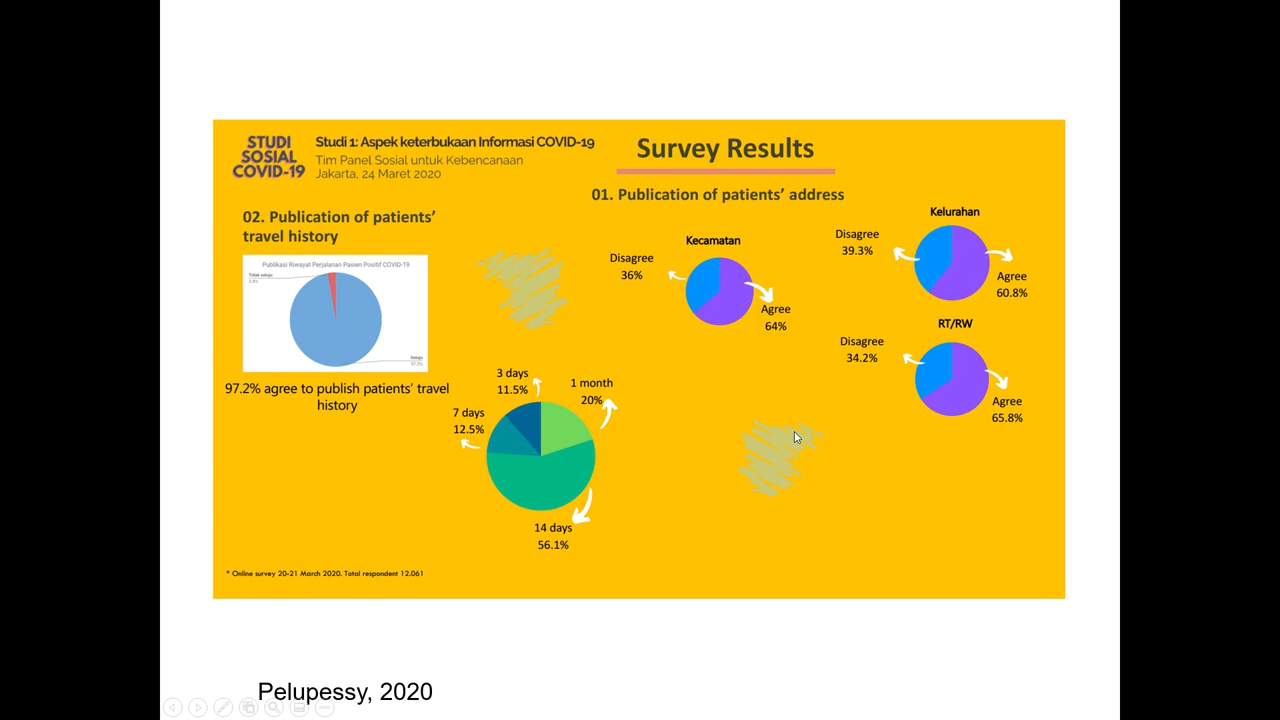 STUDI
SOSIAL
COVID-19
Studi 1: Aspek keterbukaan Informasi COVID-19
Tim Panel Sosial untuk Kebencanaan
Jakarta, 24 Maret 2020
Survey Results
01. Publication of patients’ address
02. Publication of patients’
travel history
Publikasi Riwayat Perjalanan Pasien Positif COVID-19
Tidak setuju
2.8%
Setuju
97.2%
97.2% agree to publish patients’ travel
history
3 days
11.5%
1 month
20%
7 days
12.5%
14 days
56.1%
Kecamatan
Disagree
36%
Agree
64%
Kelurahan
Disagree
39.3%
Agree
60.8%
RT/RW
Disagree
34.2%
Agree
65.8%
* Online survey 20-21 March 2020. Total respondent 12.061
Pelupessy, 2020